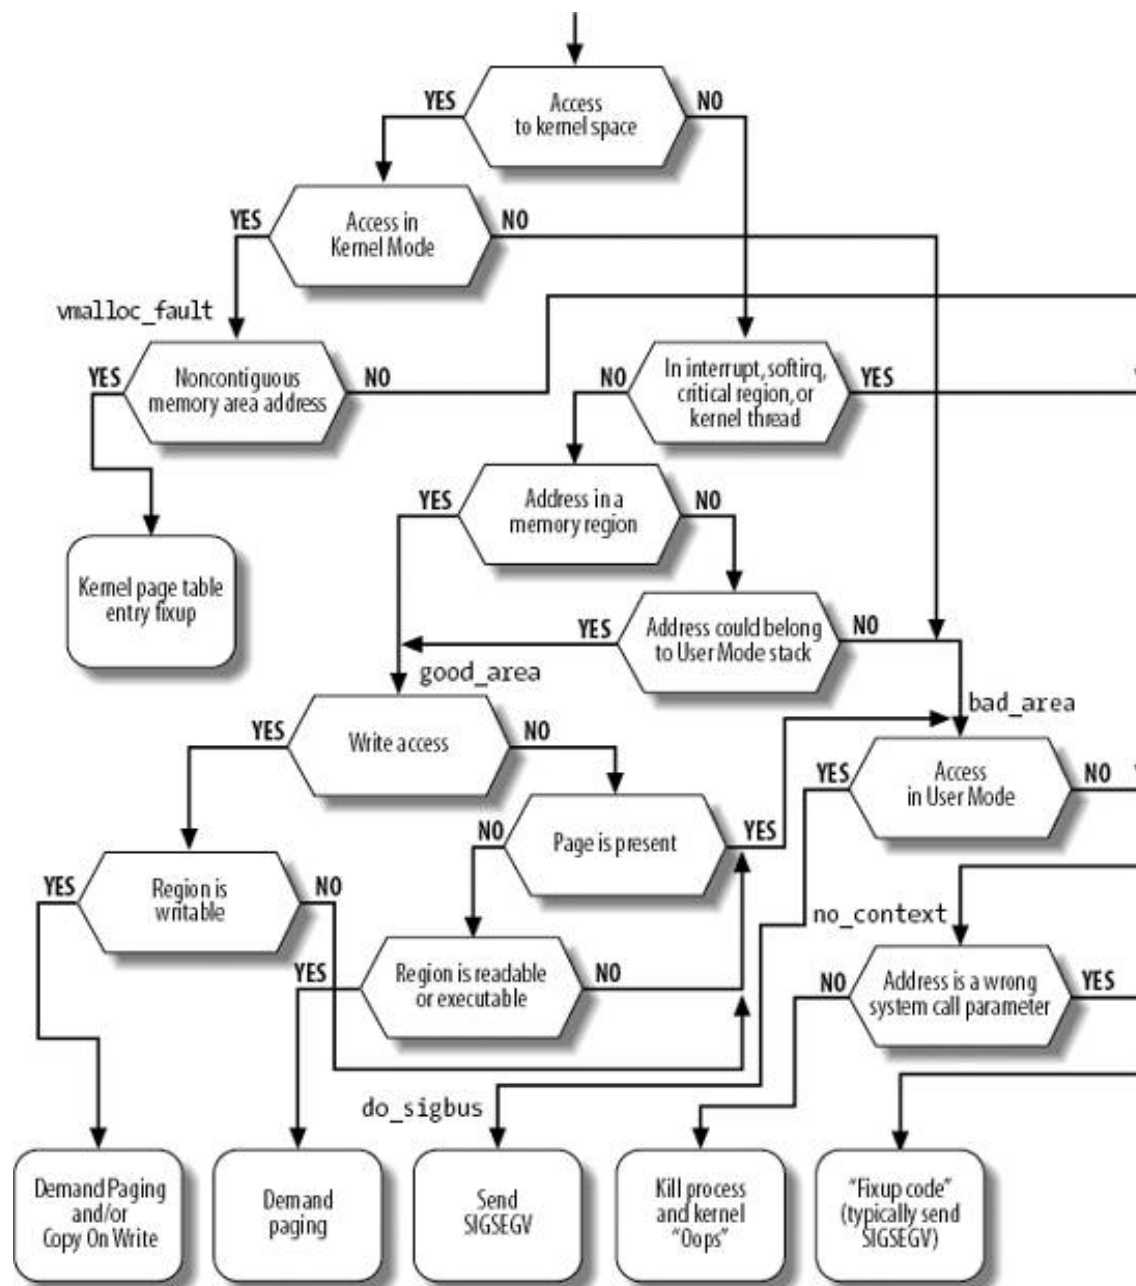 YES
Access
to kernel space
NO
YES
Access in
Kernel Mode
NO
vmalloc_fault
YES
Noncontiguous
memory area address
NO
NO
In interrupt, softirq,
critical region, or
kernel thread
YES
YES
Address in a
memory region
NO
Kernel page table
entry fixup
YES
Address could belong
to User Mode stack
NO
good_area
bad_area
YES
Write access
NO
YES
Access
in User Mode
NO
NO
Page is present
YES
YES
Region is
writable
NO
no_context
YES
Region is readable
or executable
NO
NO
Address is a wrong
system call parameter
YES
do_sigbus
Demand Paging
and/or
Copy On Write
Demand
paging
Send
SIGSEGV
Kill process
and kernel
“Oops”
“Fixup code”
(typically send
SIGSEGV)